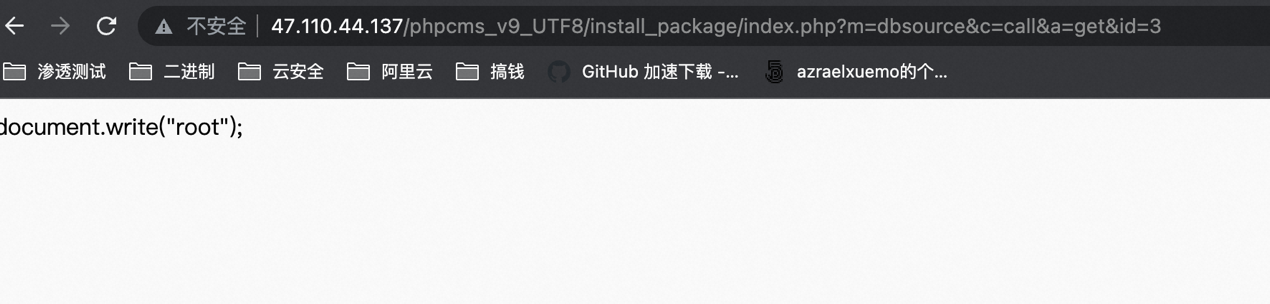 不安全 47.110.44.137/phpcms_v9_UTF8/install_package/index.php?m=dbsource&c=call&a=get&id=3
渗透测试 二进制 云安全 阿里云 搞钱 GitHub 加速下载 -... azraelxuemo的个...
document.write("root");